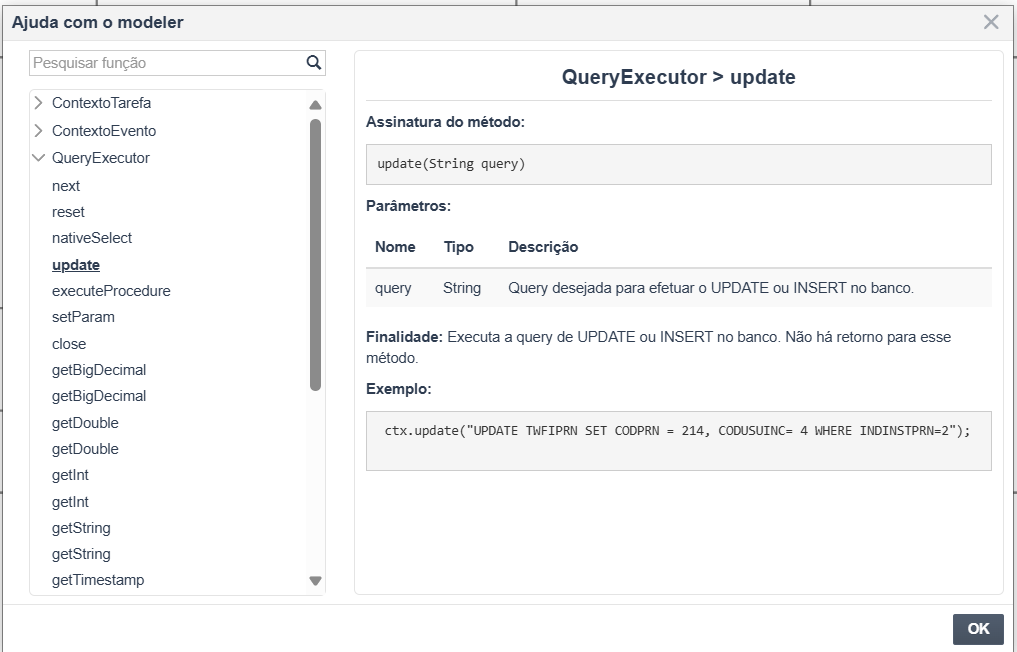 Ajuda com o modeler
Pesquisar função
ContextoTarefa
ContextoEvento
QueryExecutor
next
reset
nativeSelect
update
executeProcedure
setParam
close
getBigDecimal
getBigDecimal
getDouble
getDouble
getInt
getInt
getString
getString
getTimestamp
QueryExecutor > update
Assinatura do método:
update(String query)
Parâmetros:
Nome Tipo Descrição
query String Query desejada para efetuar o UPDATE ou INSERT no banco.
Finalidade: Executa a query de UPDATE ou INSERT no banco. Não há retorno para esse
método.
Exemplo:
ctx.update("UPDATE TWFIPRN SET CODPRN = 214, CODUSUINC= 4 WHERE INDINSTPRN=2");
OK